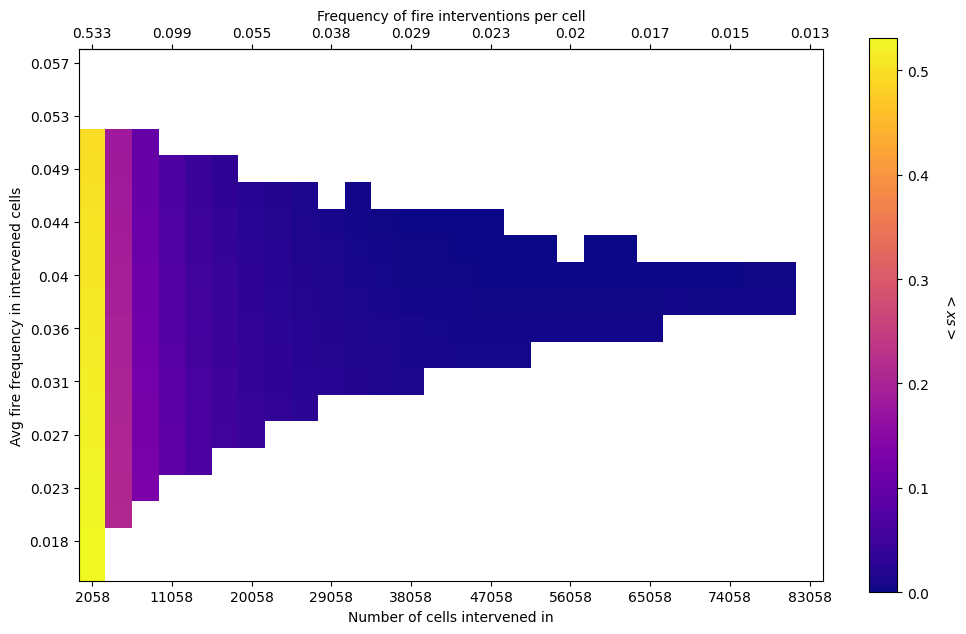 Frequency of fire interventions per cell
0.533 0.099 0.055 0.038 0.029 0.023 0.02 0.017 0.015 0.013
0.057
0.053
0.049
0.044
0.04
0.036
0.031
0.027
0.023
0.018
Avg fire frequency in intervened cells
2058 11058 20058 29058 38058 47058 56058 65058 74058 83058
Number of cells intervened in
0.5
0.4
0.3
0.2
0.1
0.0
< sx >